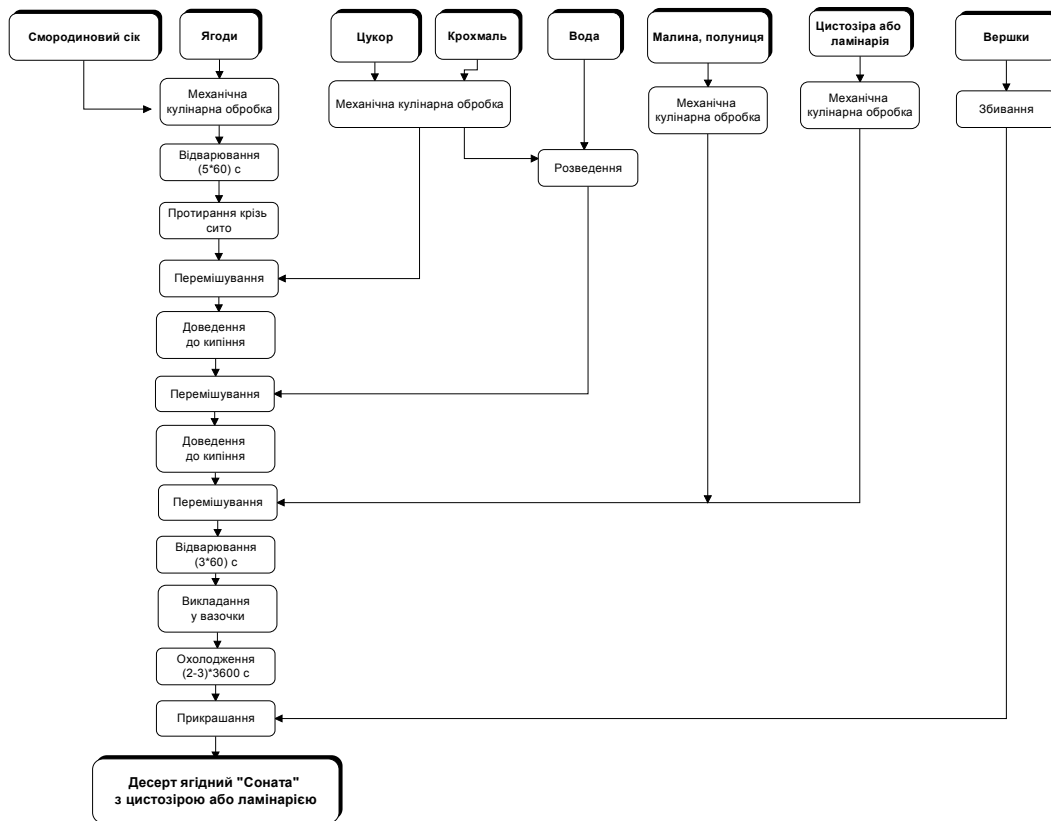 Смородиновий сік
Ягоди
Цукор
Крохмаль
Вода
Малина, полуниця
Цистозіра або
ламінарія
Вершки
Механічна
кулінарна обробка
Механічна кулінарна обробка
Механічна
кулінарна обробка
Механічна
кулінарна обробка
Збивання
Відварювання
(5*60) с
Розведення
Протирання крізь
сито
Перемішування
Доведення
до кипіння
Перемішування
Доведення
до кипіння
Перемішування
Відварювання
(3*60) с
Викладання
у вазочки
Охолодження
(2-3)*3600 с
Прикрашання
Десерт ягідний "Соната"
з цистозірою або ламінарією